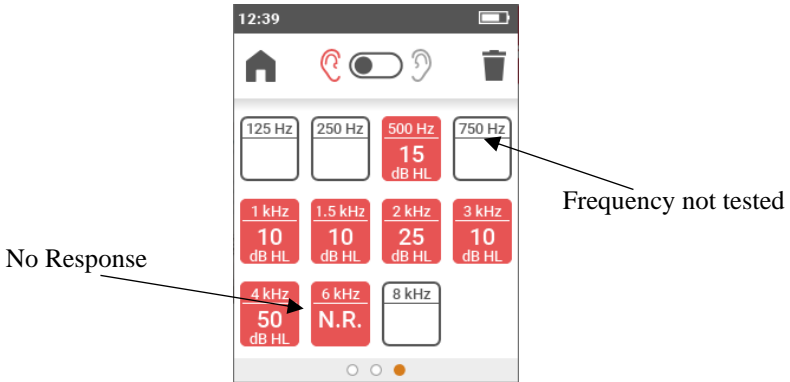 12:39
125 Hz 250 Hz 500 Hz 750 Hz
15
dB HL
Frequency not tested
1 kHz 1.5 kHz 2 kHz 3 kHz
10 10 25 10
dB HL dB HL dB HL dB HL
No Response
4 kHz 6 kHz 8 kHz
50 N.R.
dB HL